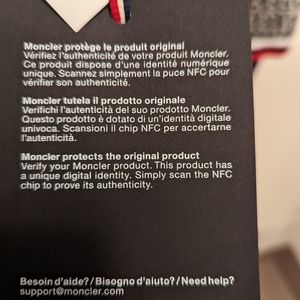 Moncler protège le produit original
Vérifiez l'authenticité de votre produit Moncler.
Ce produit dispose d'une identité numérique
unique. Scannez simplement la puce NFC pour
vérifier son authenticité.
Moncler tutela il prodotto originale
Verifichi l'autenticità del suo prodotto Moncler.
Questo prodotto è dotato di un'identità digitale
univoca. Scansioni il chip NFC per accertarne
l'autenticità.
Moncler protects the original product
Verify your Moncler product. This product has
a unique digital identity. Simply scan the NFC
chip to prove its authenticity.
Besoin d'aide? / Bisogno d'aiuto? / Need help?
support@moncler.com